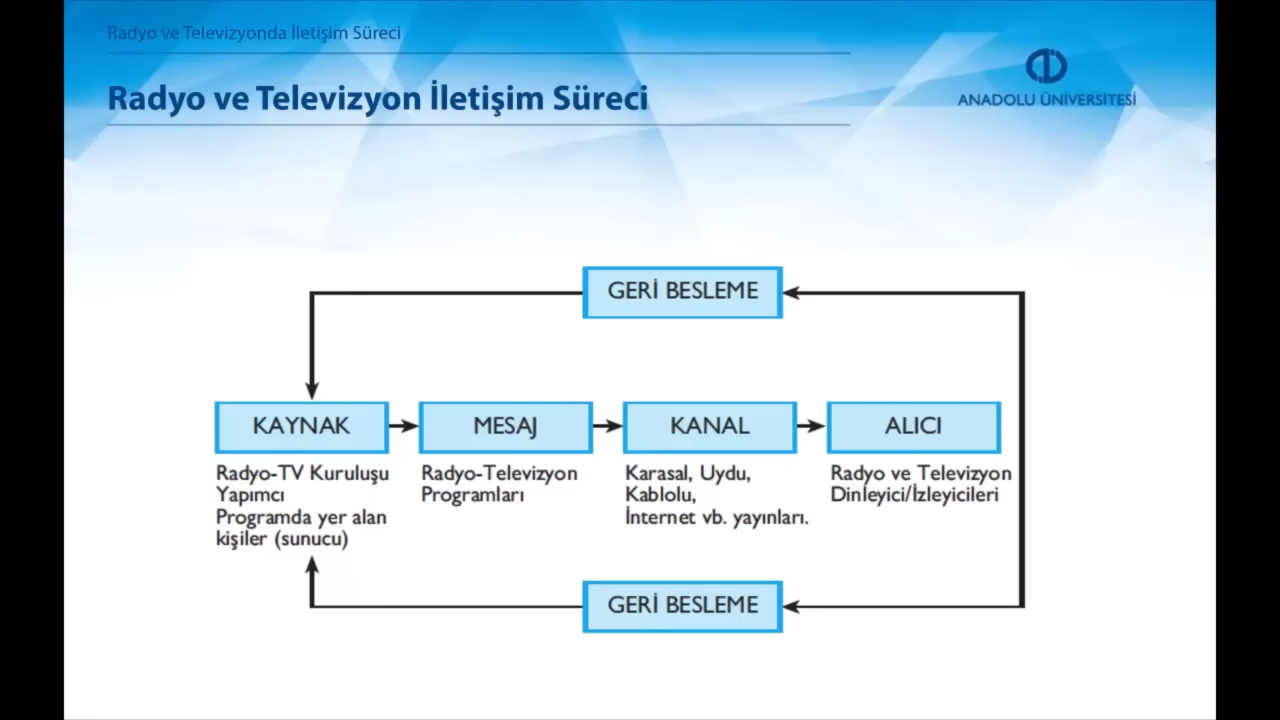 Radyo ve Televizyonda İletişim Süreci
Radyo ve Televizyon İletişim Süreci
ANADOLU ÜNİVERSİTESİ
GERİ BESLEME
KAYNAK
MESAJ
KANAL
ALICI
Radyo-TV Kuruluşu
Yapımcı
Programda yer alan
kişiler (sunucu)
Radyo-Televizyon
Programları
Karasal, Uydu,
Kablolu,
İnternet vb. yayınları.
Radyo ve Televizyon
Dinleyici/İzleyicileri
GERİ BESLEME